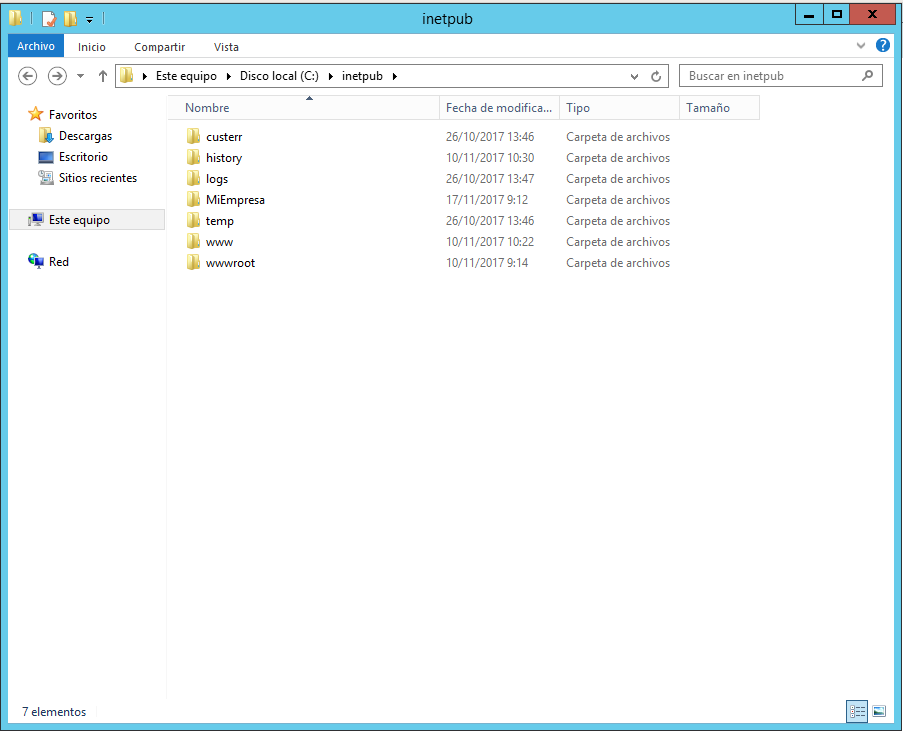 inetpub
Archivo Inicio Compartir Vista
Este equipo Disco local (C:) inetpub Buscar en inetpub
Favoritos
Descargas
Escritorio
Sitios recientes
Este equipo
Red
Nombre Fecha de modifica... Tipo Tamaño
custerr 26/10/2017 13:46 Carpeta de archivos
history 10/11/2017 10:30 Carpeta de archivos
logs 26/10/2017 13:47 Carpeta de archivos
MiEmpresa 17/11/2017 9:12 Carpeta de archivos
temp 26/10/2017 13:46 Carpeta de archivos
www 10/11/2017 10:22 Carpeta de archivos
wwwroot 10/11/2017 9:14 Carpeta de archivos
7 elementos